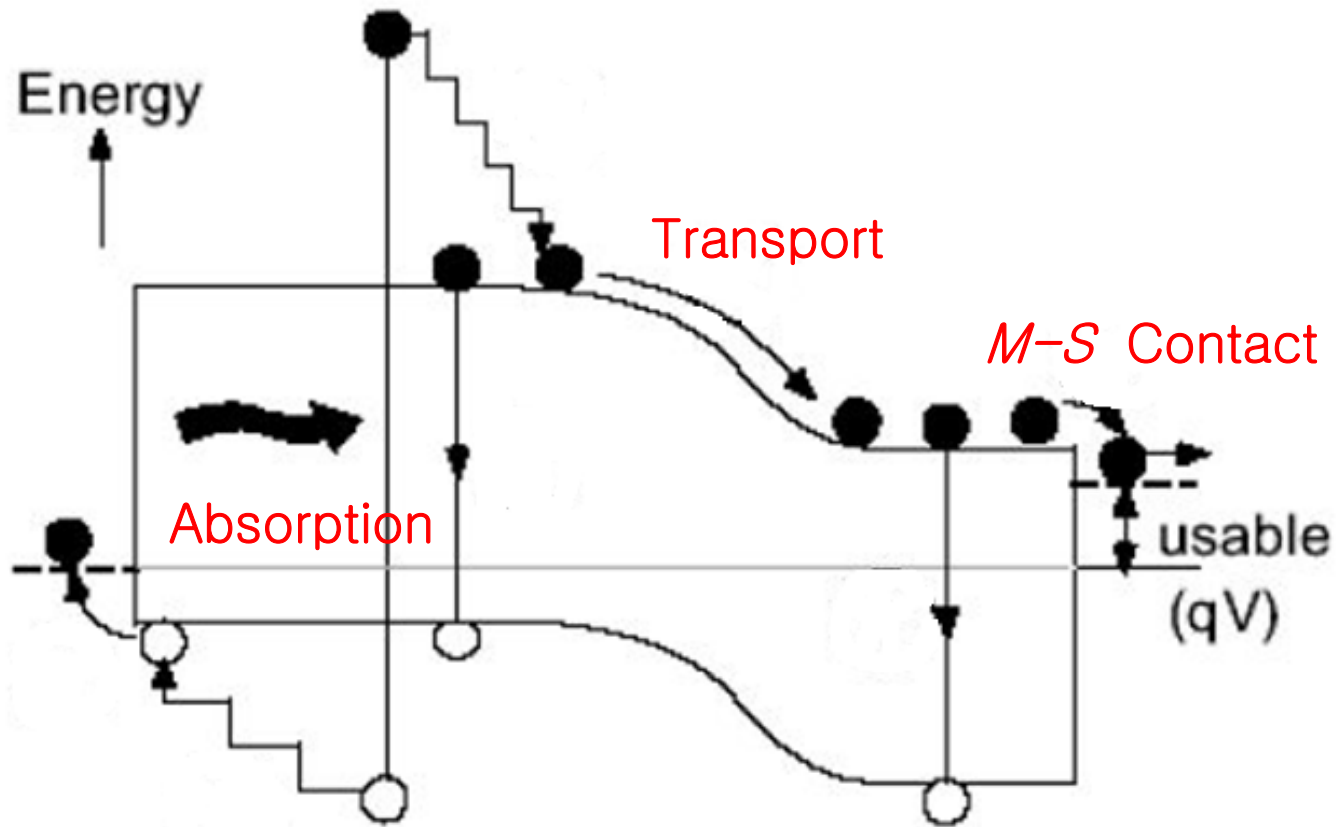 Energy
Transport
M-S Contact
Absorption
usable
(qV)